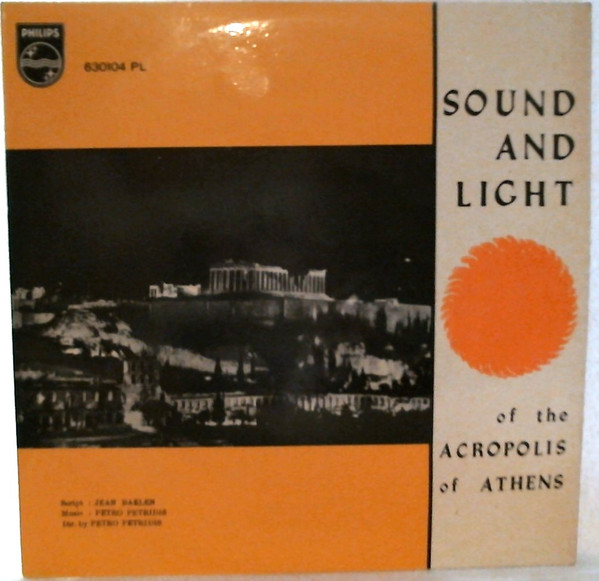 PHILIPS
630104 PL
SOUND
AND
LIGHT
of the
ACROPOLIS
of ATHENS
Script : JEAN DARLEN
Music : PETRO PETRIDIS
Dir. by PETRO PETRIDIS